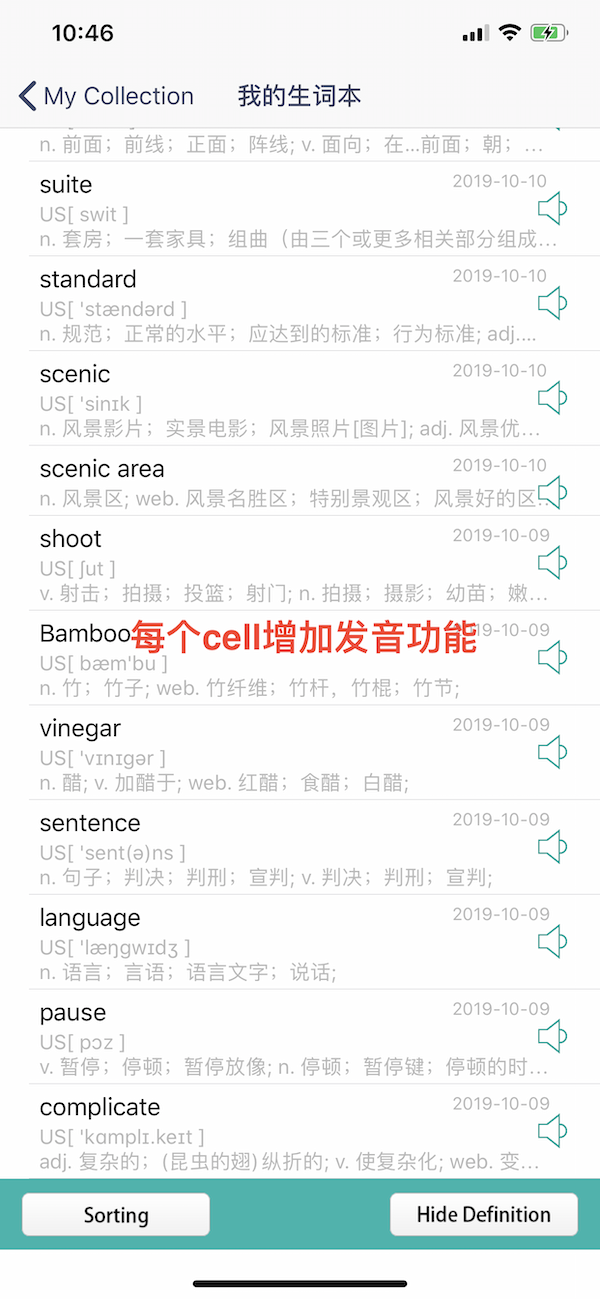 10:46
My Collection 我的生词本
n. 前面；前线；正面；阵线; v. 面向；在...前面；朝；...
suite 2019-10-10
US[ swit ]
n. 套房；一套家具；组曲（由三个或更多相关部分组成...
standard 2019-10-10
US[ 'stændərd ]
n. 规范；正常的水平；应达到的标准；行为标准; adj....
scenic 2019-10-10
US[ 'sinɪk ]
n. 风景影片；实景电影；风景照片[图片]; adj. 风景优...
scenic area 2019-10-10
n. 风景区; web. 风景名胜区；特别景观区；风景好的区...
shoot 2019-10-09
US[ ʃut ]
v. 射击；拍摄；投篮；射门; n. 拍摄；摄影；幼苗；嫩...
Bamboo 每个cell增加发音功能 2019-10-09
US[ bæm'bu ]
n. 竹；竹子; web. 竹纤维；竹杆，竹棍；竹节;
vinegar 2019-10-09
US[ 'vɪnɪɡər ]
n. 醋; v. 加醋于; web. 红醋；食醋；白醋;
sentence 2019-10-09
US[ 'sent(ə)ns ]
n. 句子；判决；判刑；宣判; v. 判决；判刑；宣判;
language 2019-10-09
US[ 'læŋɡwɪdʒ ]
n. 语言；言语；语言文字；说话;
pause 2019-10-09
US[ pɔz ]
v. 暂停；停顿；暂停放像; n. 停顿；暂停键；停顿的时...
complicate 2019-10-09
US[ 'kɑmplɪ.keɪt ]
adj. 复杂的；(昆虫的翅) 纵折的; v. 使复杂化; web. 变...
Sorting Hide Definition